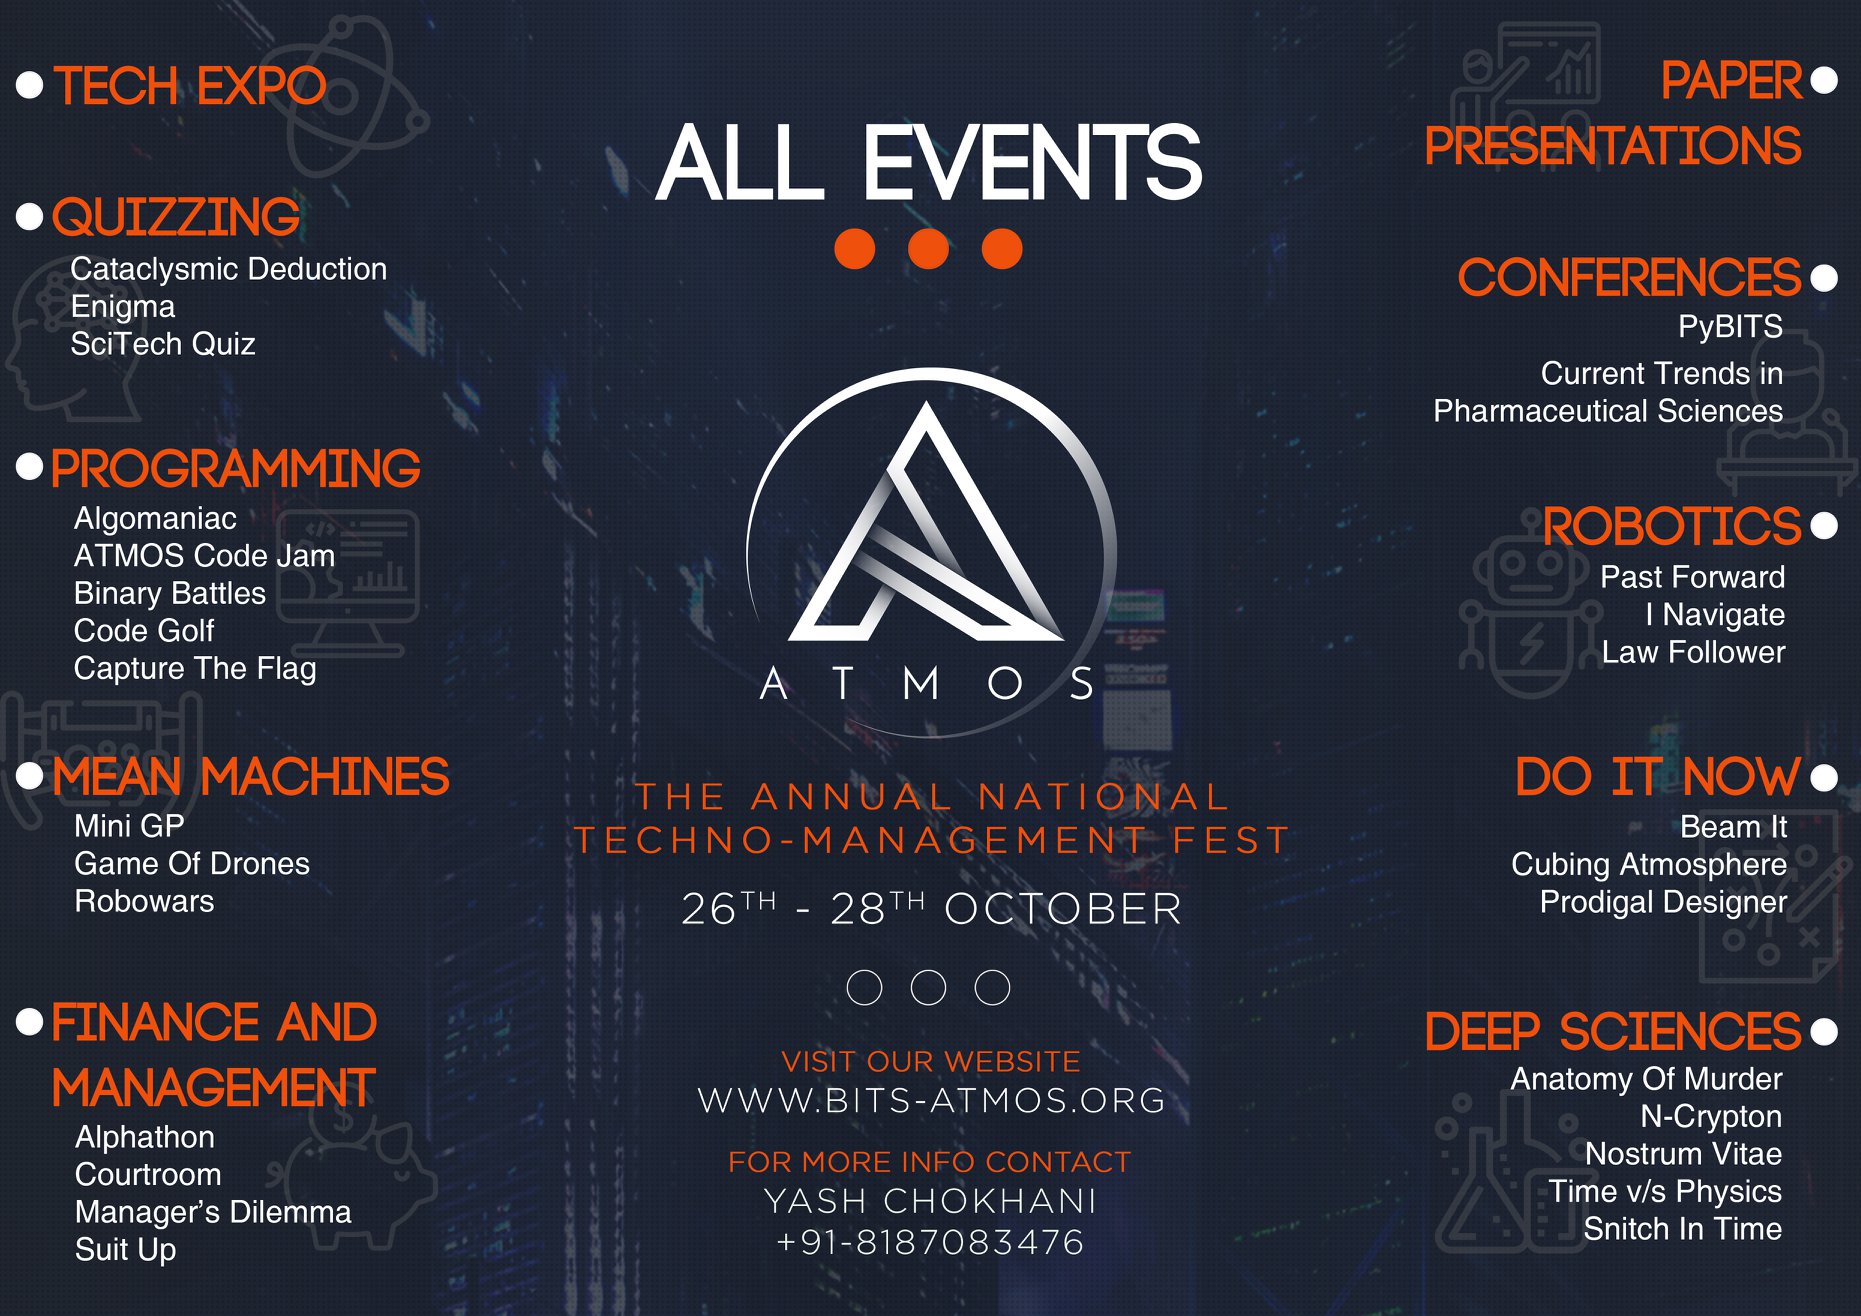 TECH EXPO
QUIZZING
Cataclysmic Deduction
Enigma
SciTech Quiz
PROGRAMMING
Algomaniac
ATMOS Code Jam
Binary Battles
Code Golf
Capture The Flag
MEAN MACHINES
Mini GP
Game Of Drones
Robowars
FINANCE AND
MANAGEMENT
Alphathon
Courtroom
Manager’s Dilemma
Suit Up
ALL EVENTS
ATMOS
THE ANNUAL NATIONAL
TECHNO-MANAGEMENT FEST
26TH - 28TH OCTOBER
VISIT OUR WEBSITE
WWW.BITS-ATMOS.ORG
FOR MORE INFO CONTACT
YASH CHOKHANI
+91-8187083476
PAPER
PRESENTATIONS
CONFERENCES
PyBITS
Current Trends in
Pharmaceutical Sciences
ROBOTICS
Past Forward
I Navigate
Law Follower
DO IT NOW
Beam It
Cubing Atmosphere
Prodigal Designer
DEEP SCIENCES
Anatomy Of Murder
N-Crypton
Nostrum Vitae
Time v/s Physics
Snitch In Time